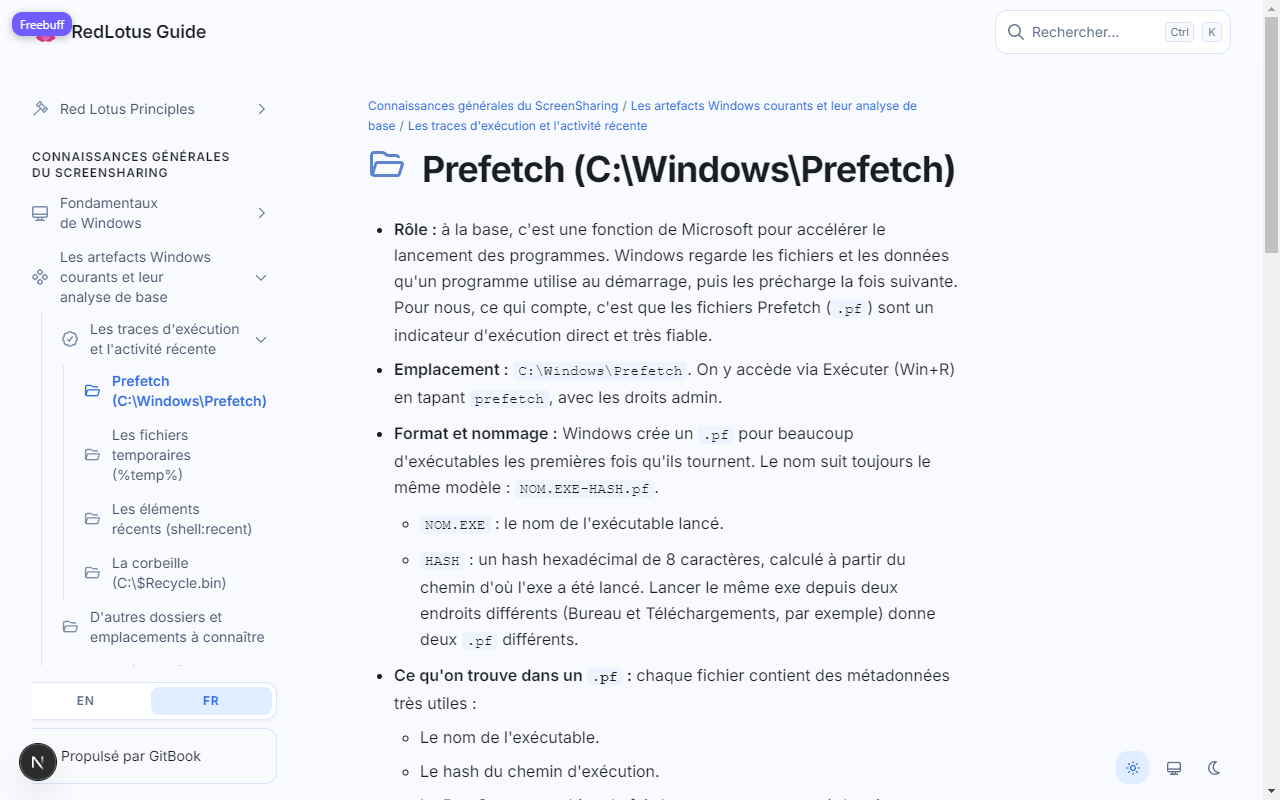 Freebuff
RedLotus Guide
Rechercher...
Ctrl
K
Red Lotus Principles
CONNAISSANCES GÉNÉRALES
DU SCREENSHARING
Fondamentaux
de Windows
Les artefacts Windows
courants et leur
analyse de base
Les traces d'exécution
et l'activité récente
Prefetch
(C:\Windows\Prefetch)
Les fichiers
temporaires
(%temp%)
Les éléments
récents (shell:recent)
La corbeille
(C:\$Recycle.bin)
D'autres dossiers et
emplacements à connaître
EN
FR
N
Propulsé par GitBook
Connaissances générales du ScreenSharing / Les artefacts Windows courants et leur analyse de
base / Les traces d'exécution et l'activité récente
Prefetch (C:\Windows\Prefetch)
• Rôle : à la base, c'est une fonction de Microsoft pour accélérer le
lancement des programmes. Windows regarde les fichiers et les données
qu'un programme utilise au démarrage, puis les précharge la fois suivante.
Pour nous, ce qui compte, c'est que les fichiers Prefetch ( .pf ) sont un
indicateur d'exécution direct et très fiable.
• Emplacement : C:\Windows\Prefetch . On y accède via Exécuter (Win+R)
en tapant prefetch , avec les droits admin.
• Format et nommage : Windows crée un .pf pour beaucoup
d'exécutables les premières fois qu'ils tournent. Le nom suit toujours le
même modèle : NOM.EXE-HASH.pf .
◦ NOM.EXE : le nom de l'exécutable lancé.
◦ HASH : un hash hexadécimal de 8 caractères, calculé à partir du
chemin d'où l'exe a été lancé. Lancer le même exe depuis deux
endroits différents (Bureau et Téléchargements, par exemple) donne
deux .pf différents.
• Ce qu'on trouve dans un .pf : chaque fichier contient des métadonnées
très utiles :
◦ Le nom de l'exécutable.
◦ Le hash du chemin d'exécution.